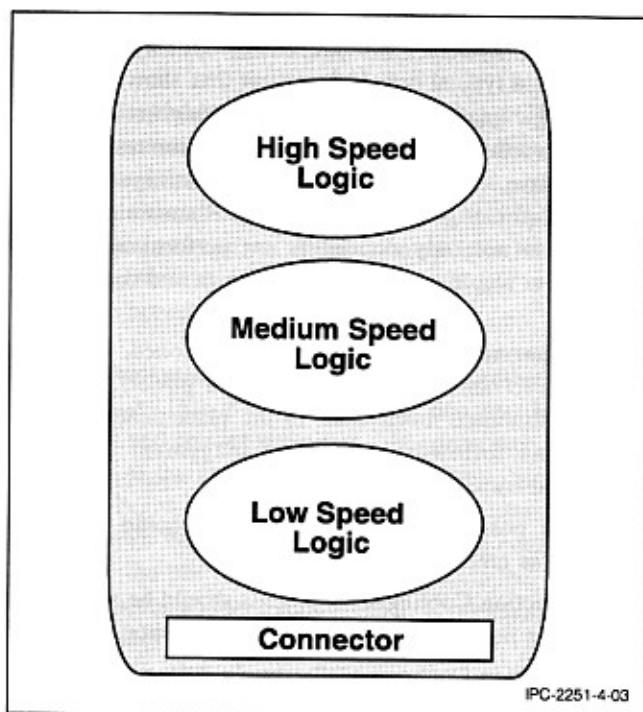 High Speed
Logic
Medium Speed
Logic
Low Speed
Logic
Connector
IPC-2251-4-03